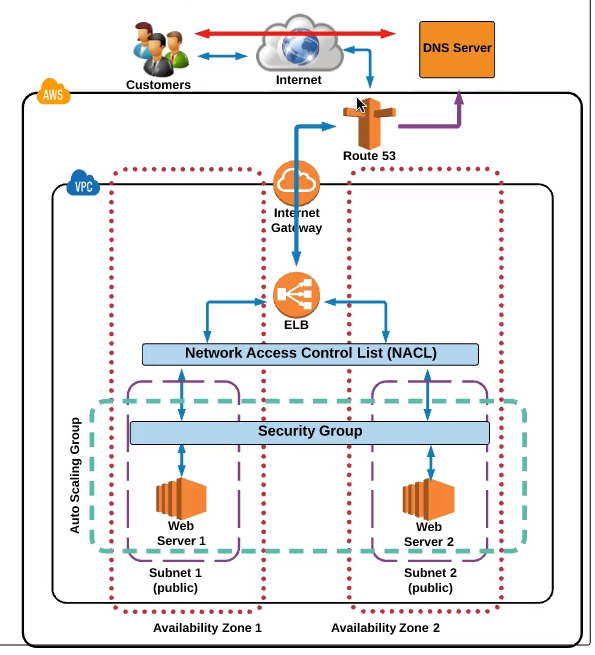 DNS Server
Customers
Internet
AWS
Route 53
VPC
Internet
Gateway
ELB
Network Access Control List (NACL)
Security Group
Auto Scaling Group
Web
Server 1
Web
Server 2
Subnet 1
(public)
Subnet 2
(public)
Availability Zone 1
Availability Zone 2